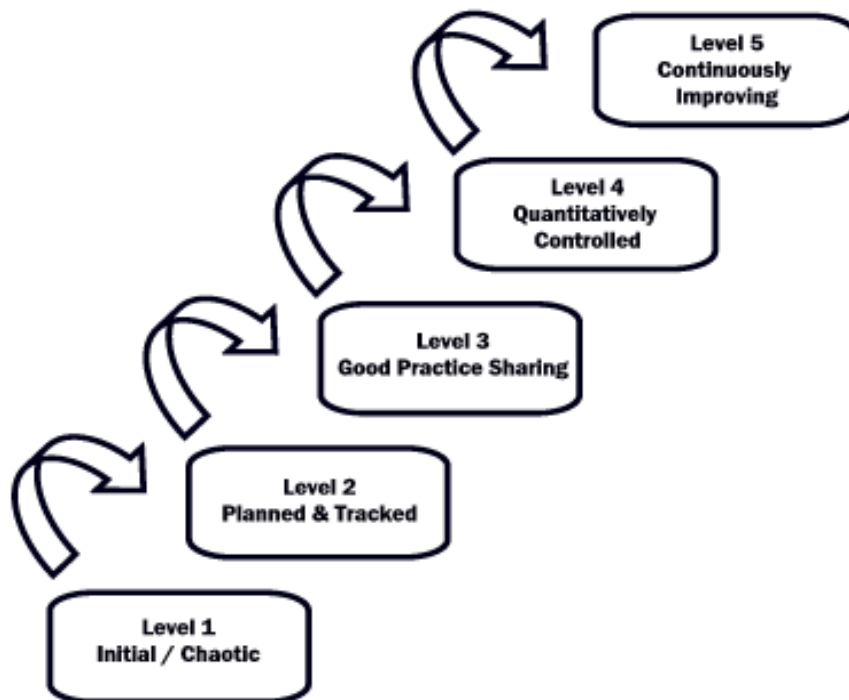 Level 5
Continuously
Improving
Level 4
Quantitatively
Controlled
Level 3
Good Practice Sharing
Level 2
Planned & Tracked
Level 1
Initial / Chaotic